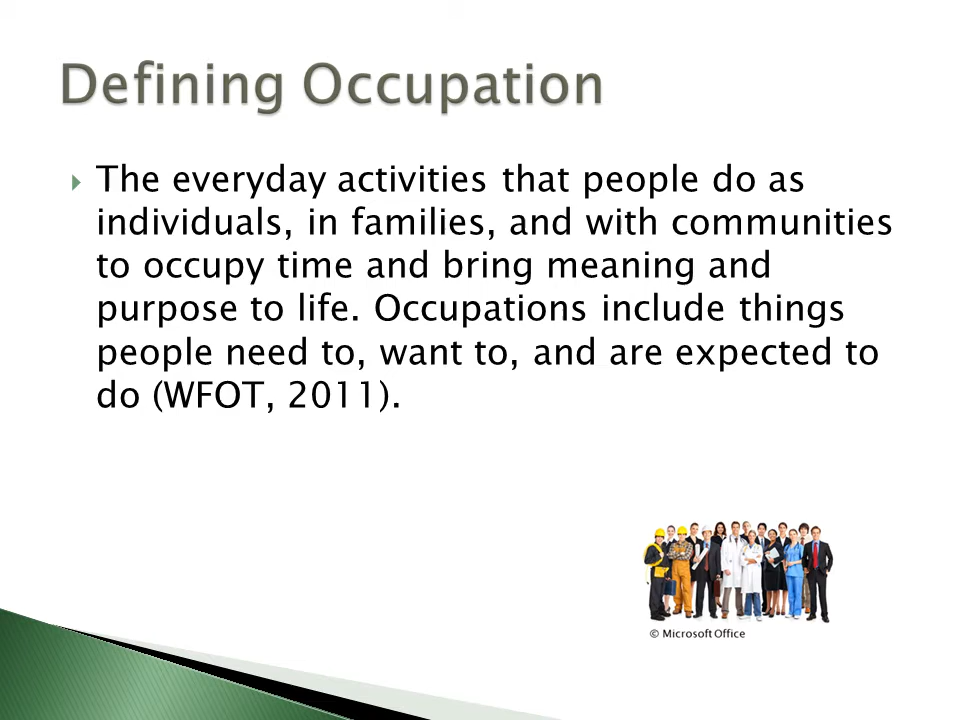 Defining Occupation
The everyday activities that people do as
individuals, in families, and with communities
to occupy time and bring meaning and
purpose to life. Occupations include things
people need to, want to, and are expected to
do (WFOT, 2011).
© Microsoft Office